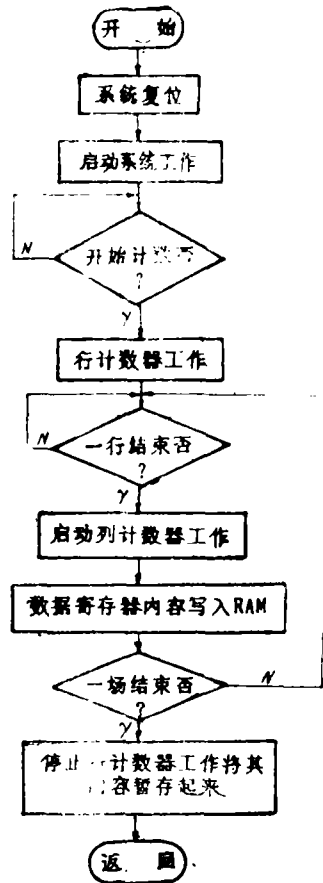 开 始
系统复位
启动系统工作
开始计数否
?
N
Y
行计数器工作
一行结束否
?
N
Y
启动列计数器工作
数据寄存器内容写入RAM
一场结束否
?
N
Y
停止行计数器工作将其
内容暂存起来
返 回